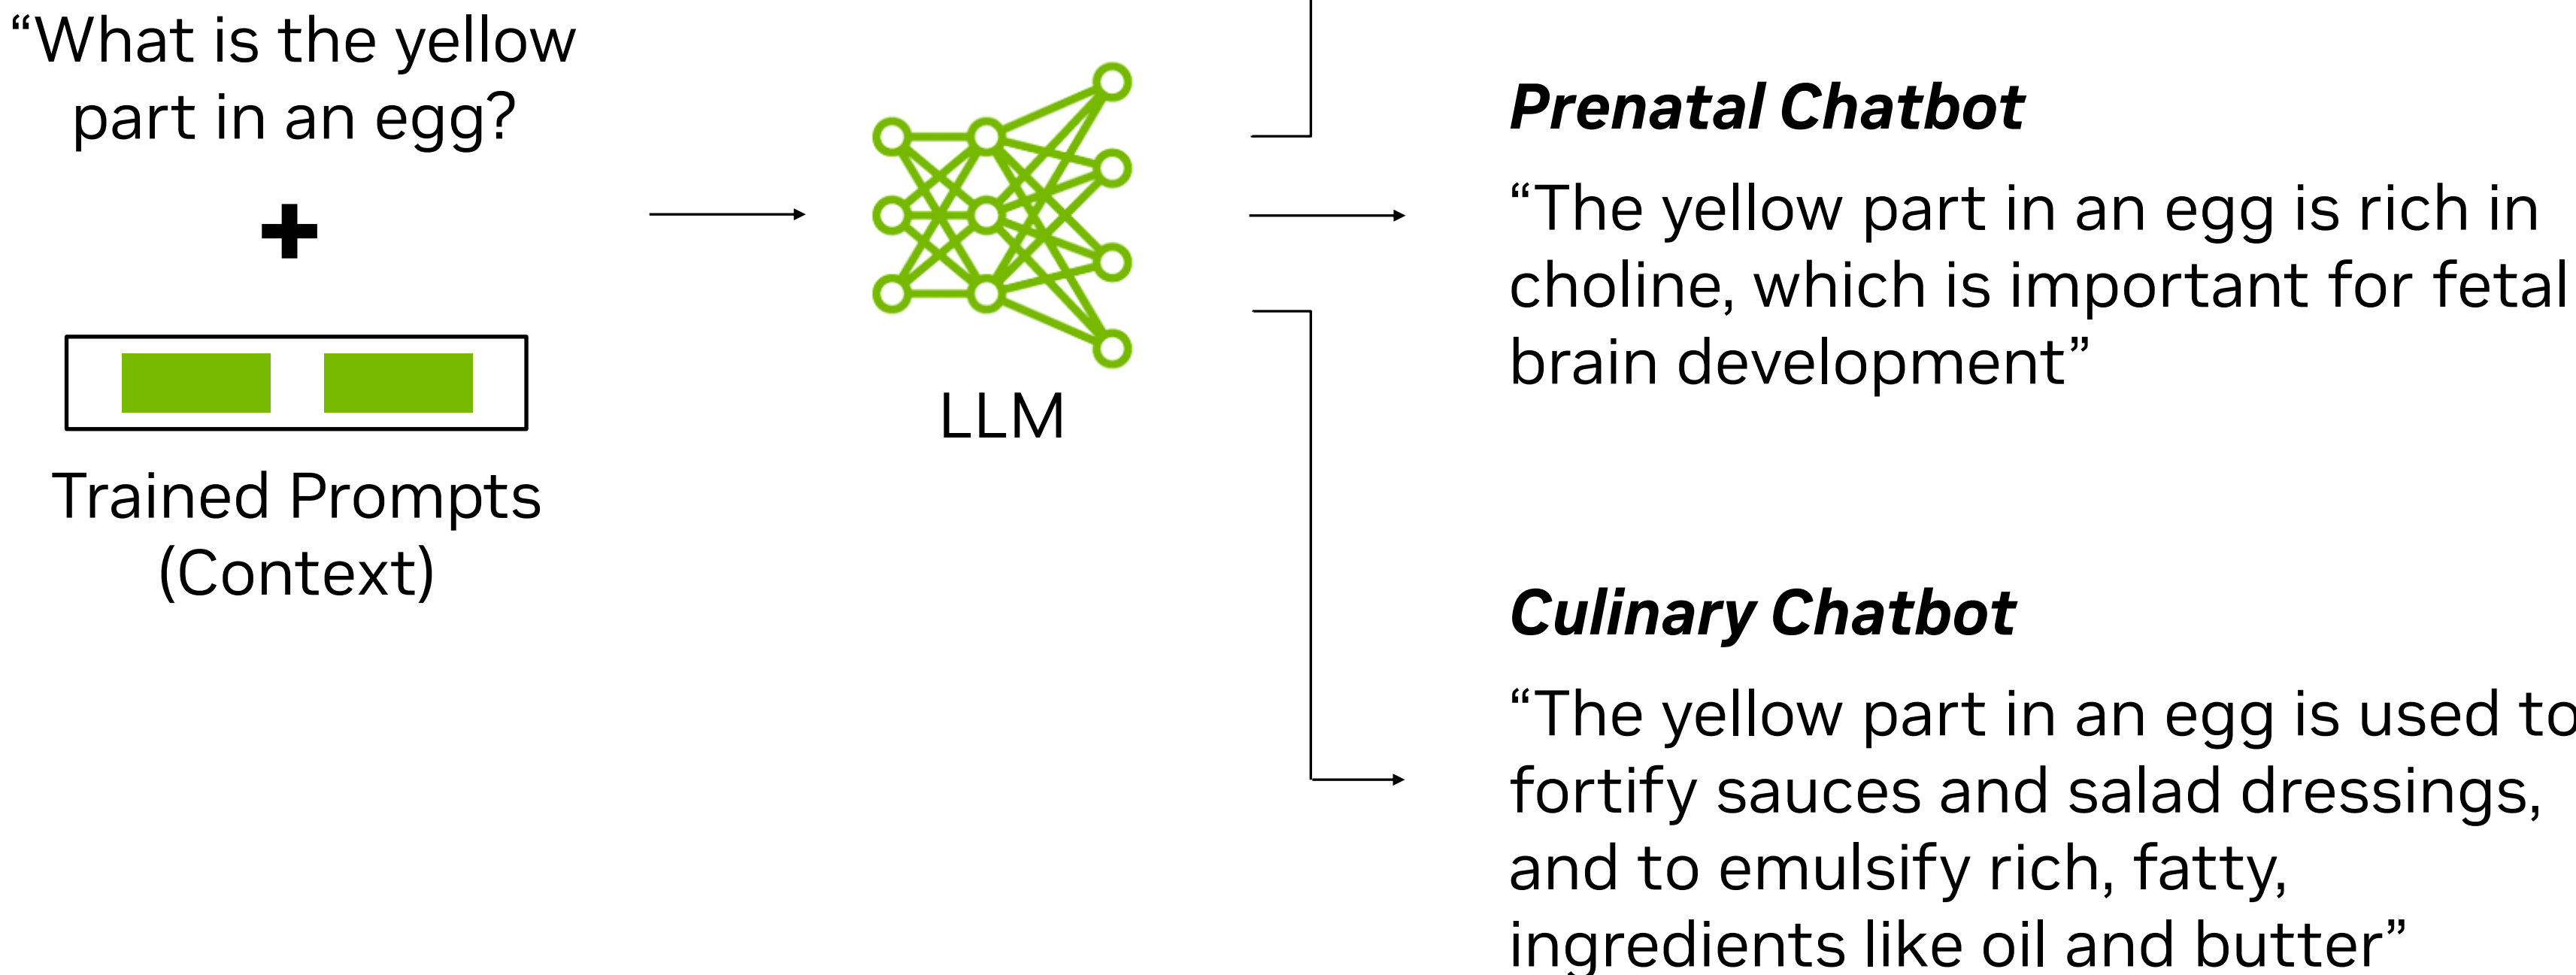 “What is the yellow
part in an egg?
+
Trained Prompts
(Context)
LLM
Prenatal Chatbot
“The yellow part in an egg is rich in
choline, which is important for fetal
brain development”
Culinary Chatbot
“The yellow part in an egg is used to
fortify sauces and salad dressings,
and to emulsify rich, fatty,
ingredients like oil and butter”